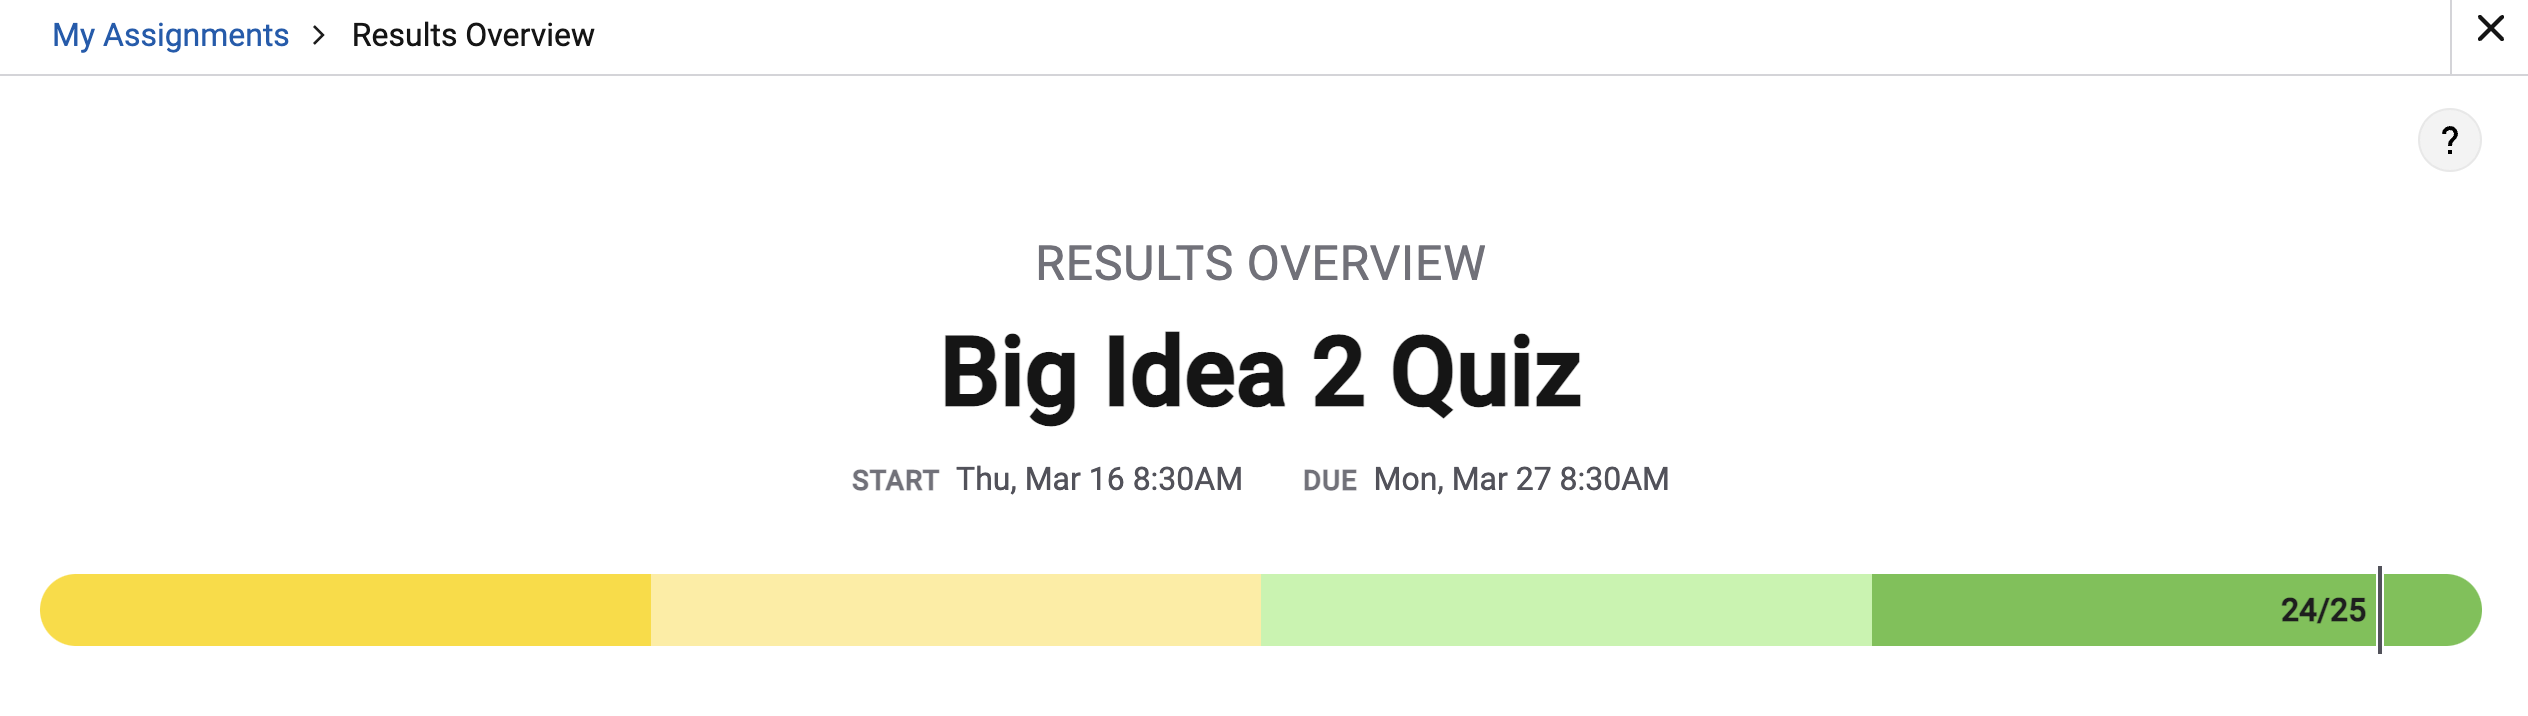 My Assignments > Results Overview
?
RESULTS OVERVIEW
Big Idea 2 Quiz
START Thu, Mar 16 8:30AM DUE Mon, Mar 27 8:30AM
24/25